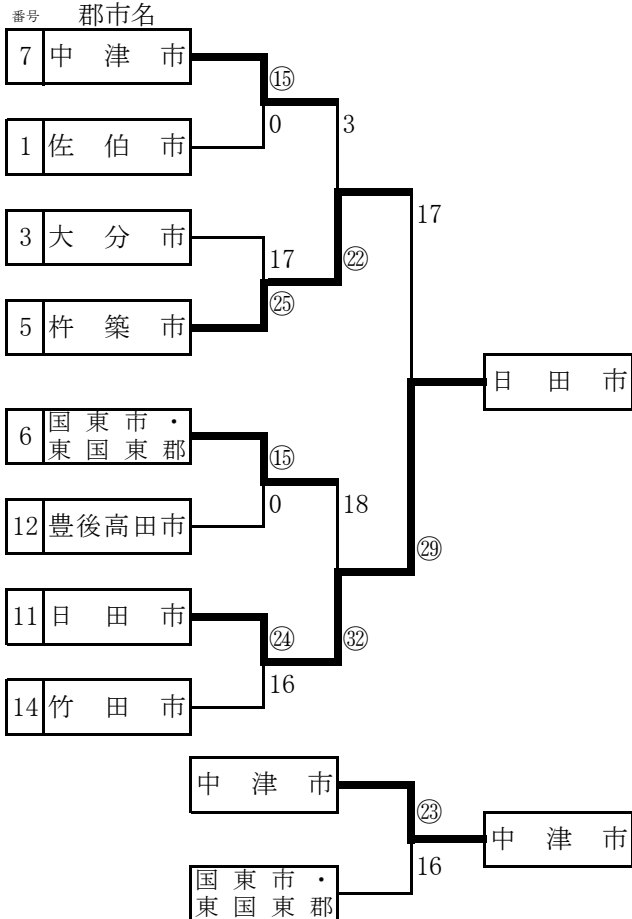 番号 郡市名
7 中津市
⑮
0
3
1 佐伯市
3 大分市
17
㉒
17
㉕
5 杵築市
日田市
6 国東市・
東国東郡
⑮
0
18
12 豊後高田市
㉙
11 日田市
㉔
㉜
16
14 竹田市
中津市
㉓
中津市
16
国東市・
東国東郡